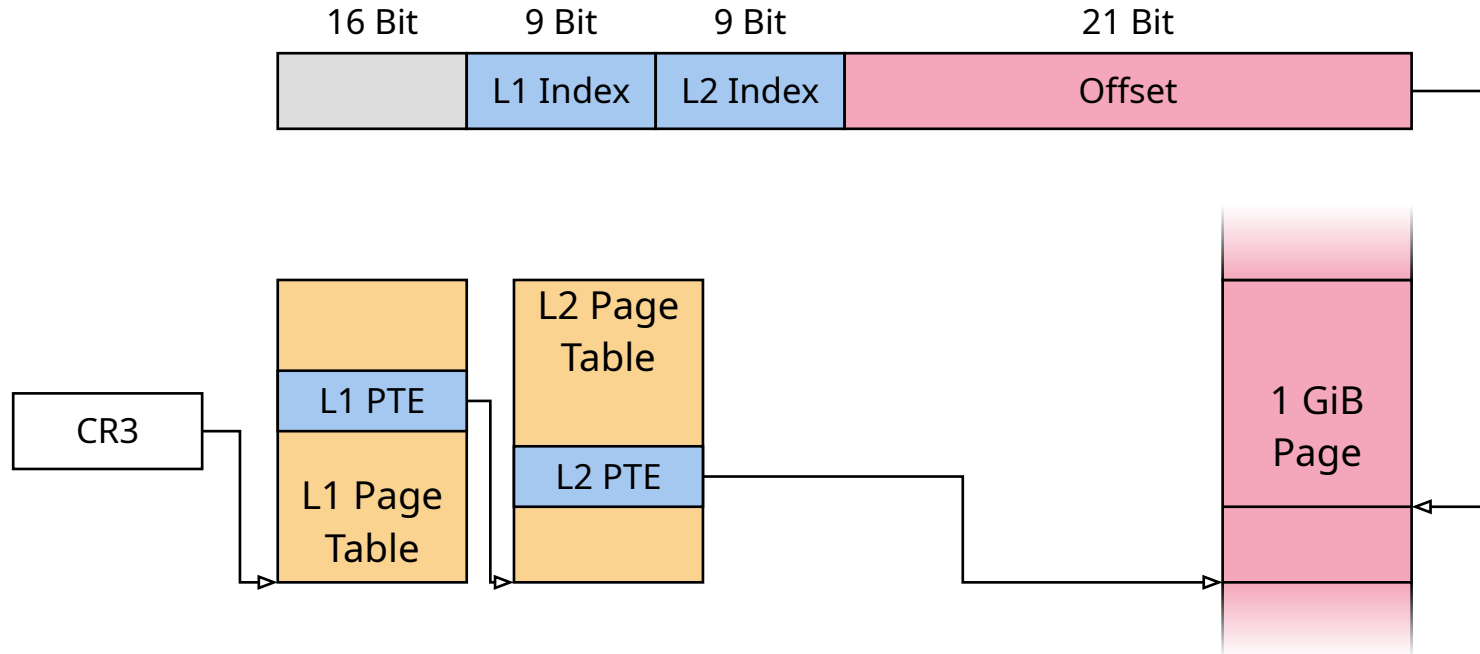 16 Bit
9 Bit
9 Bit
21 Bit
L1 Index
L2 Index
Offset
CR3
L1 PTE
L1 Page
Table
L2 Page
Table
L2 PTE
1 GiB
Page